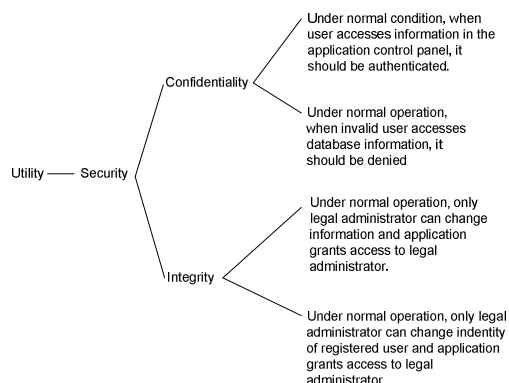 Under normal condition, when
user accesses information in the
application control panel, it
should be authenticated.
Confidentiality
Under normal operation,
when invalid user accesses
database information, it
should be denied
Utility
Security
Under normal operation, only
legal administrator can change
information and application
grants access to legal
administrator.
Integrity
Under normal operation, only legal
administrator can change indentity
of registered user and application
grants access to legal
administrator